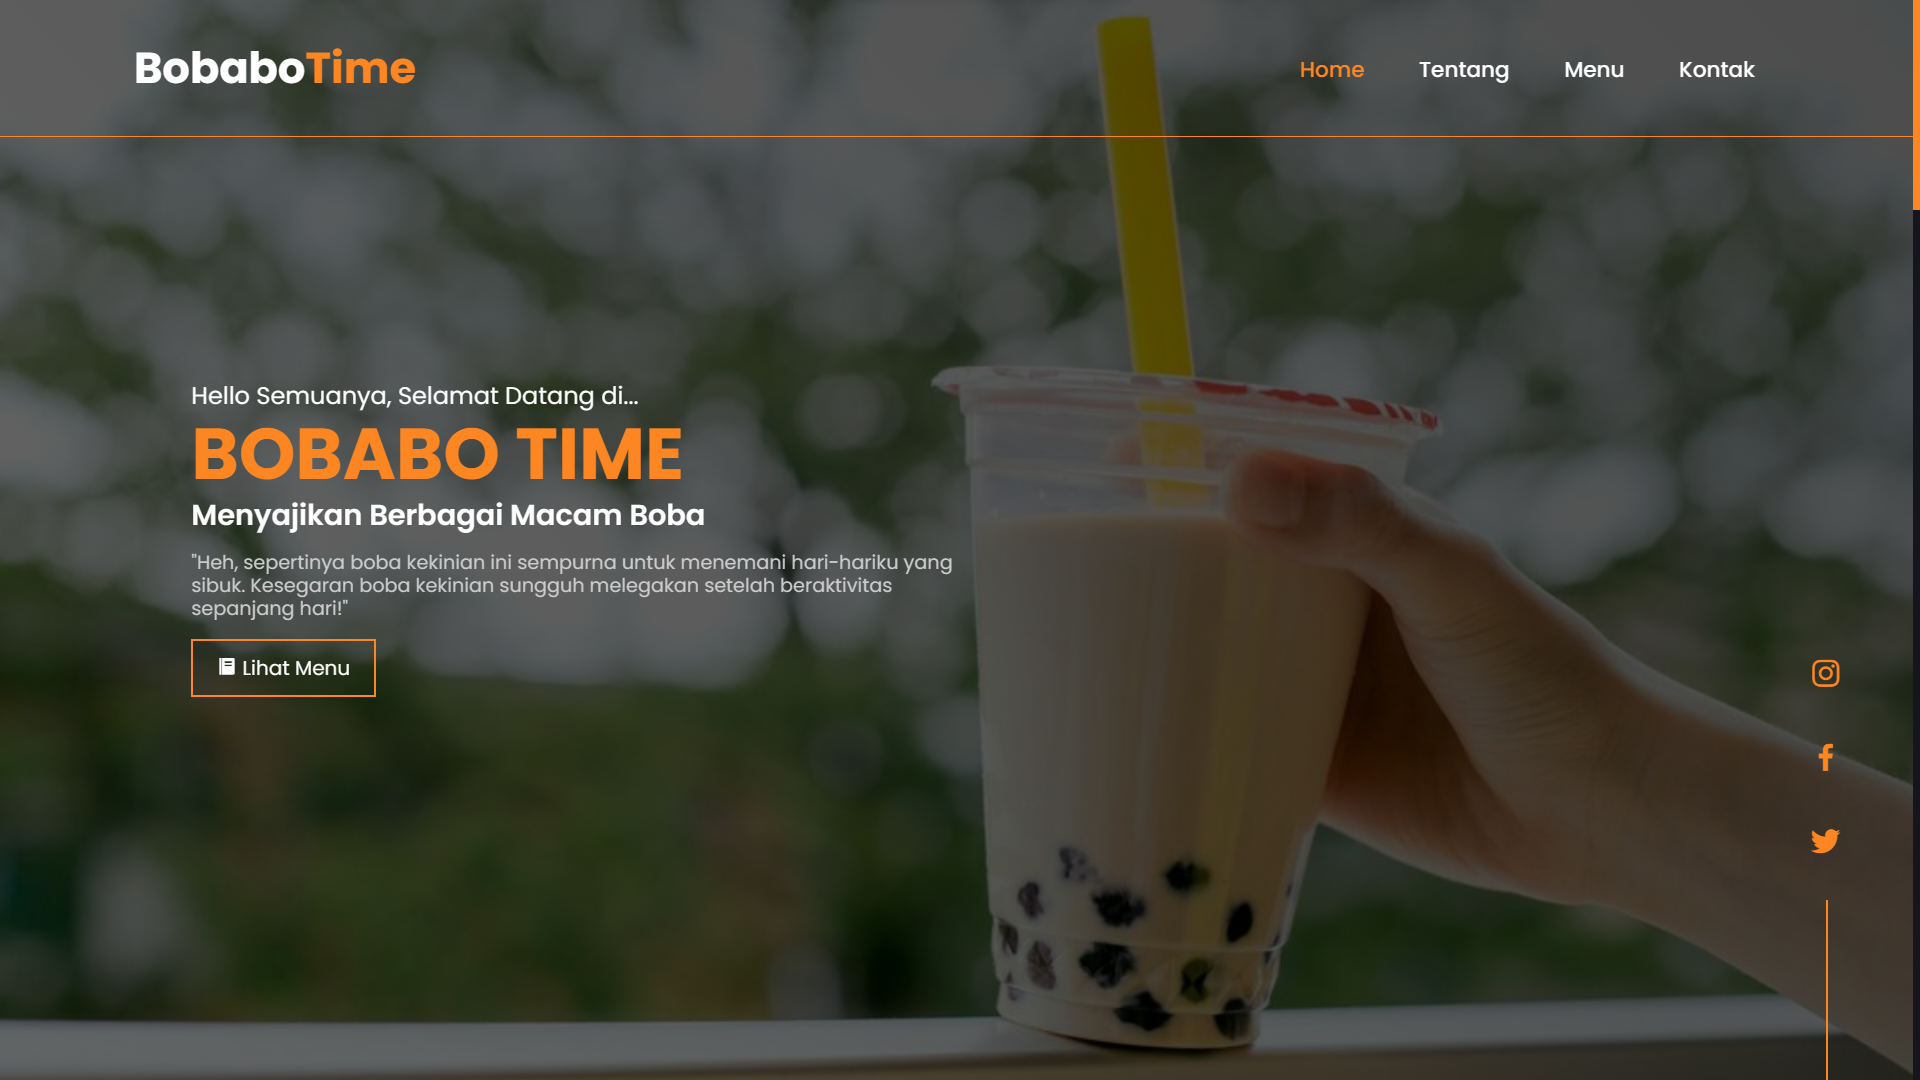 BobaboTime
Home Tentang Menu Kontak
Hello Semuanya, Selamat Datang di...
BOBABO TIME
Menyajikan Berbagai Macam Boba
"Heh, sepertinya boba kekinian ini sempurna untuk menemani hari-hariku yang
sibuk. Kesegaran boba kekinian sungguh melegakan setelah beraktivitas
sepanjang hari!"
Lihat Menu